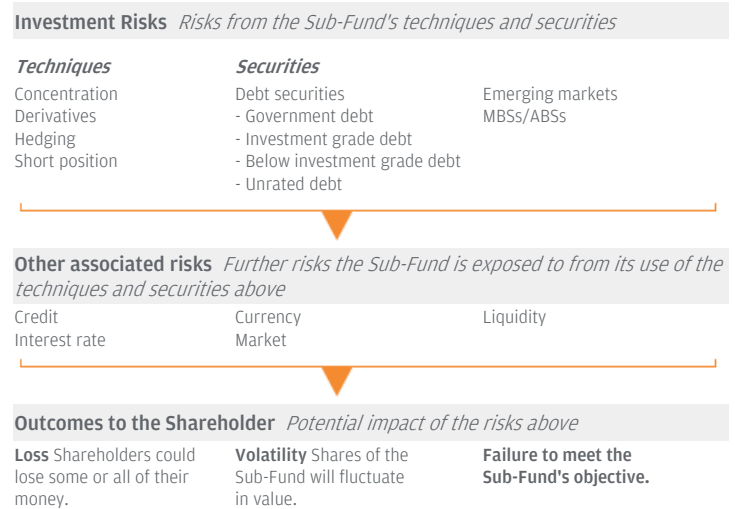 Investment Risks Risks from the Sub-Fund's techniques and securities
Techniques
Concentration
Derivatives
Hedging
Short position
Securities
Debt securities
- Government debt
- Investment grade debt
- Below investment grade debt
- Unrated debt
Emerging markets
MBSs/ABSs
Other associated risks Further risks the Sub-Fund is exposed to from its use of the
techniques and securities above
Credit
Interest rate
Currency
Market
Liquidity
Outcomes to the Shareholder Potential impact of the risks above
Loss Shareholders could
lose some or all of their
money.
Volatility Shares of the
Sub-Fund will fluctuate
in value.
Failure to meet the
Sub-Fund's objective.